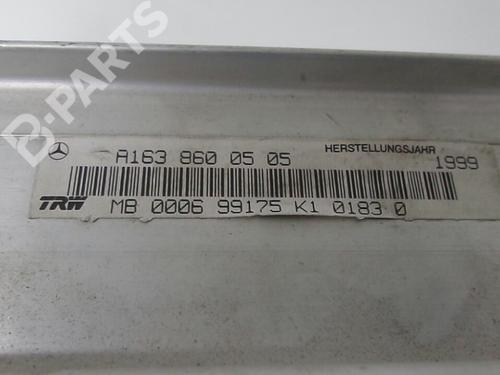 B-PARTS
HERSTELLUNGSJAHR
A163 860 05 05 1999
TRW MB 0006 99175 K1 0183 0